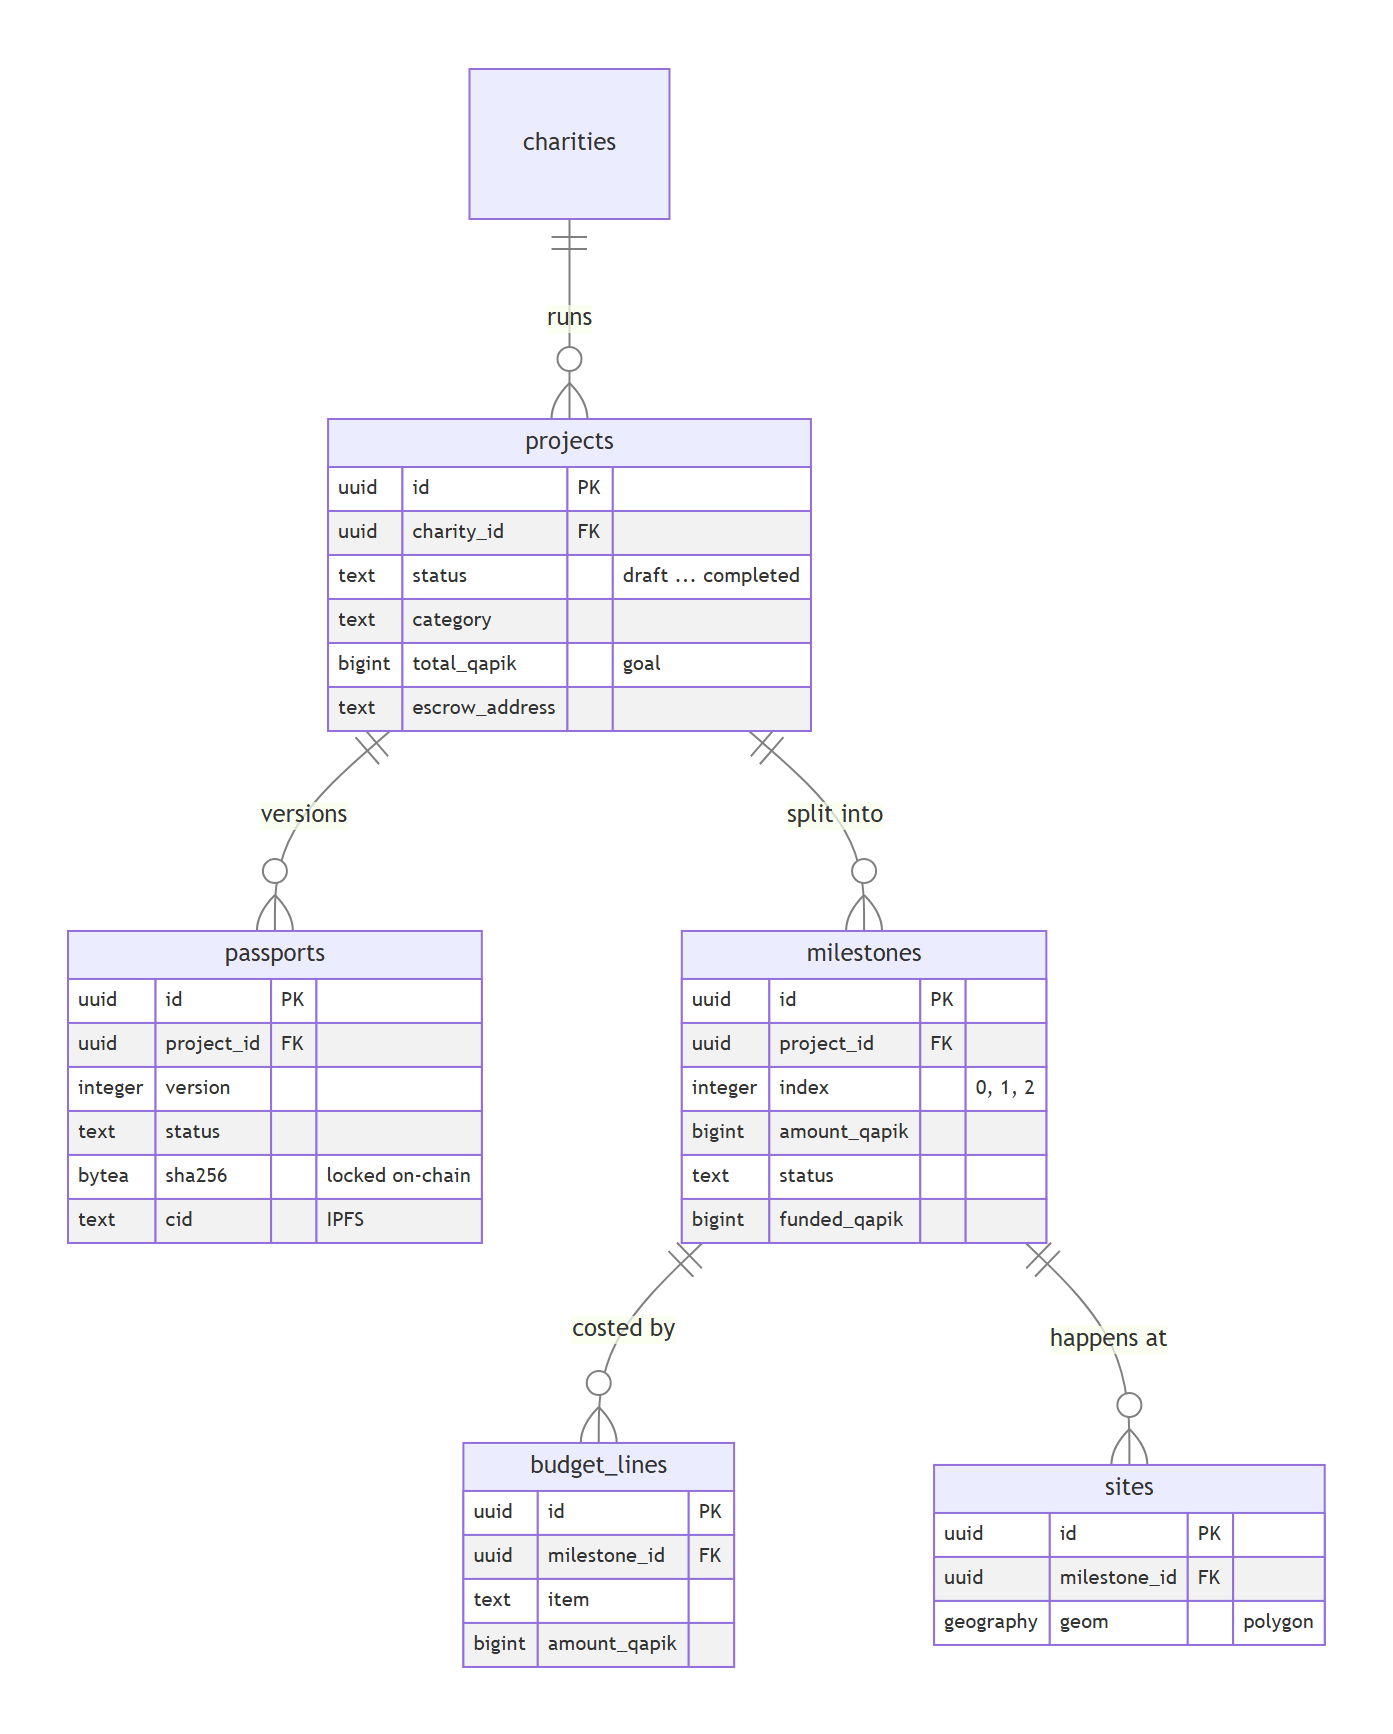 charities
runs
projects
uuid id PK
uuid charity_id FK
text status draft ... completed
text category
bigint total_qapik goal
text escrow_address
versions
split into
passports
uuid id PK
uuid project_id FK
integer version
text status
bytea sha256 locked on-chain
text cid IPFS
milestones
uuid id PK
uuid project_id FK
integer index 0, 1, 2
bigint amount_qapik
text status
bigint funded_qapik
costed by
happens at
budget_lines
uuid id PK
uuid milestone_id FK
text item
bigint amount_qapik
sites
uuid id PK
uuid milestone_id FK
geography geom polygon